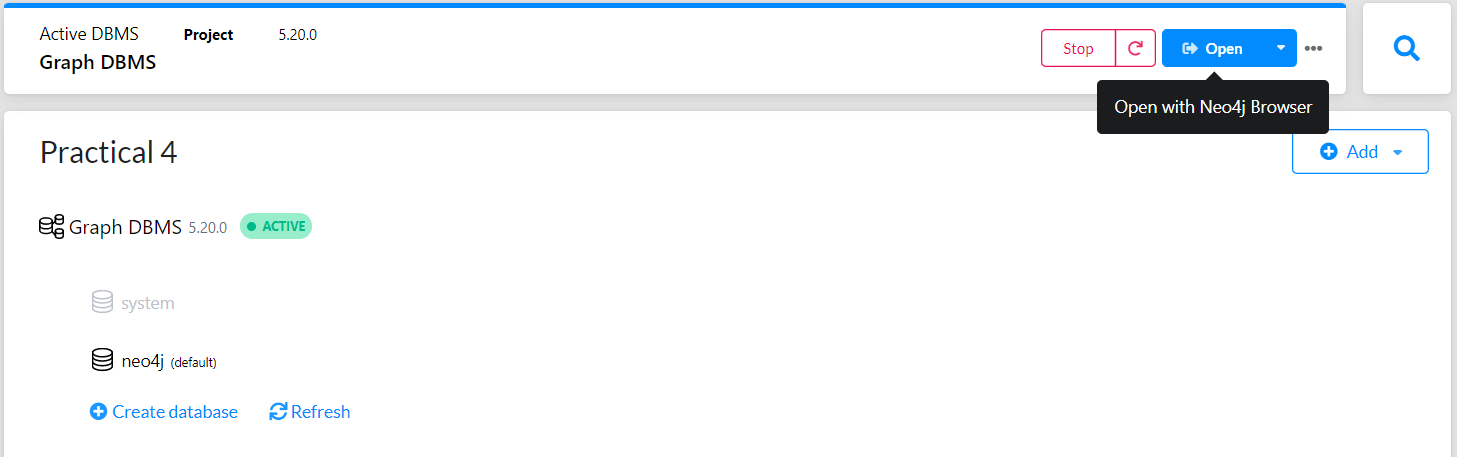 Active DBMS Project 5.20.0
Graph DBMS
Stop Open
Open with Neo4j Browser
Practical 4
Add
Graph DBMS 5.20.0 ACTIVE
system
neo4j (default)
Create database Refresh